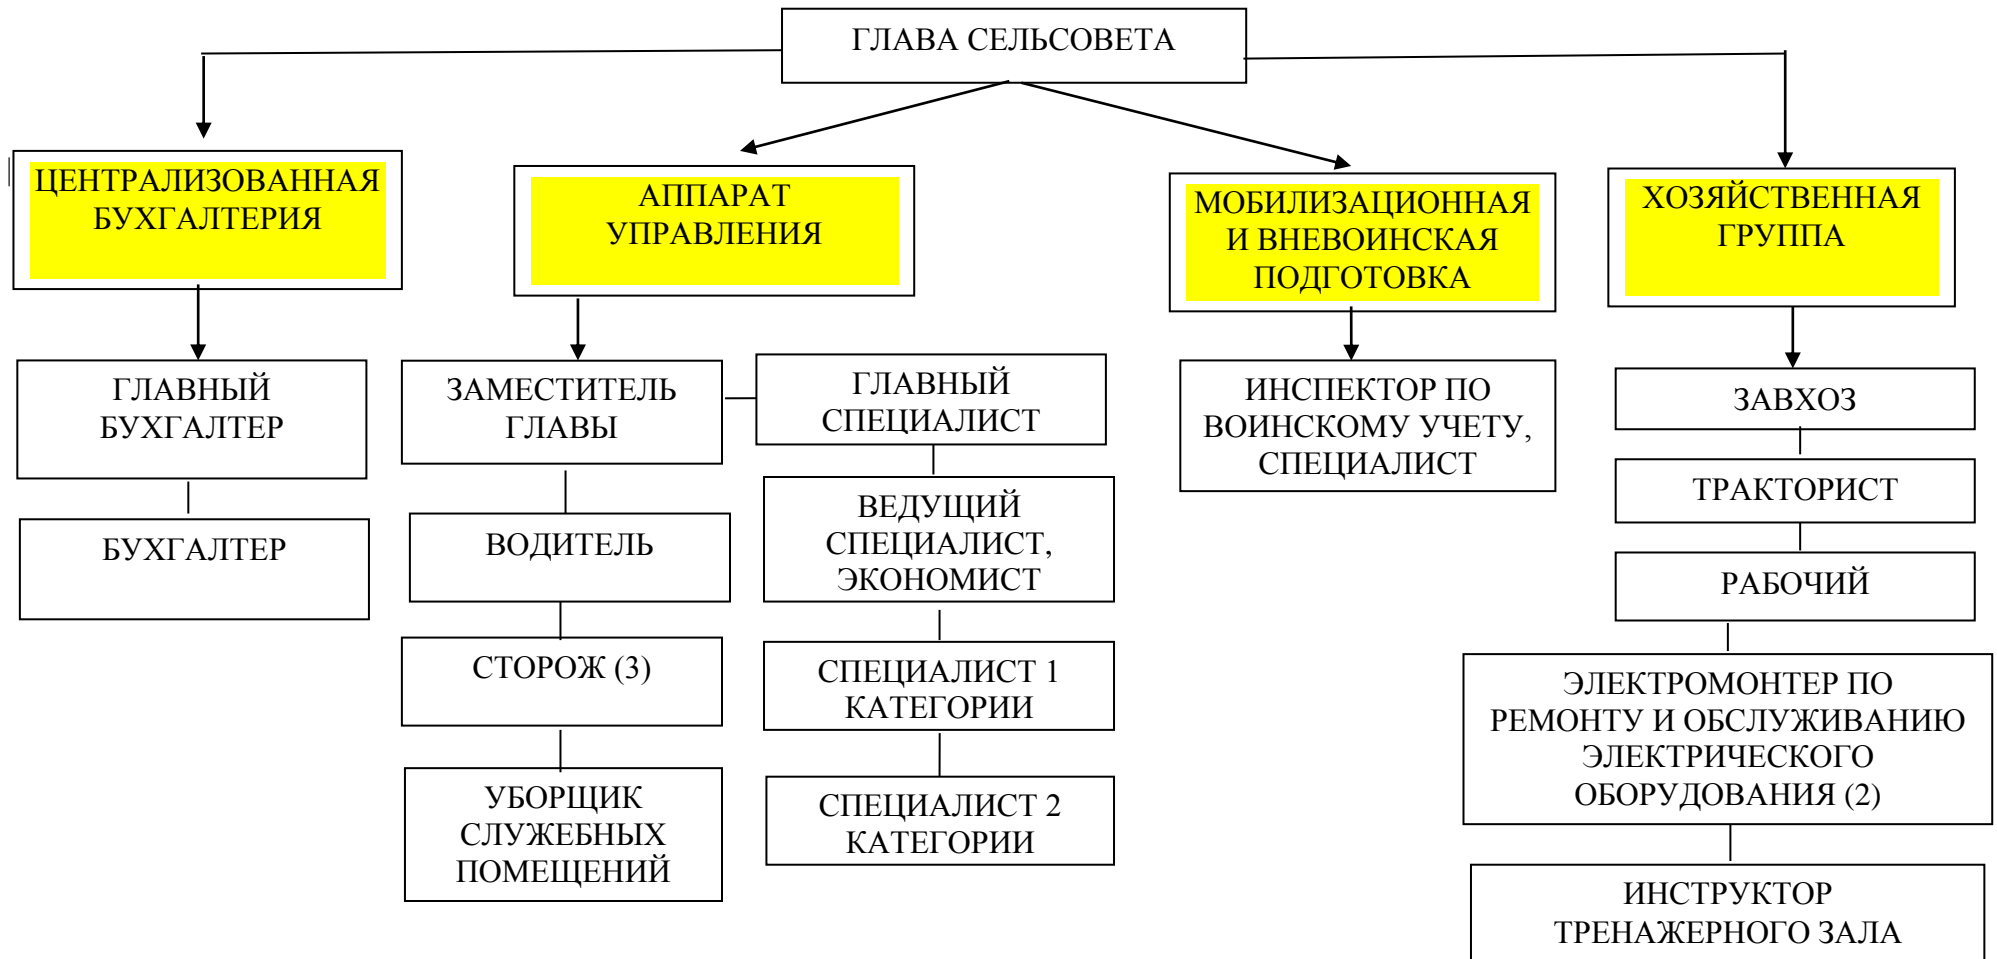 ГЛАВА СЕЛЬСОВЕТА
ЦЕНТРАЛИЗОВАННАЯ
БУХГАЛТЕРИЯ
АППАРАТ
УПРАВЛЕНИЯ
МОБИЛИЗАЦИОННАЯ
И ВНЕВОИНСКАЯ
ПОДГОТОВКА
ХОЗЯЙСТВЕННАЯ
ГРУППА
ГЛАВНЫЙ
БУХГАЛТЕР
БУХГАЛТЕР
ЗАМЕСТИТЕЛЬ
ГЛАВЫ
ВОДИТЕЛЬ
СТОРОЖ (3)
УБОРЩИК
СЛУЖЕБНЫХ
ПОМЕЩЕНИЙ
ГЛАВНЫЙ
СПЕЦИАЛИСТ
ВЕДУЩИЙ
СПЕЦИАЛИСТ,
ЭКОНОМИСТ
СПЕЦИАЛИСТ 1
КАТЕГОРИИ
СПЕЦИАЛИСТ 2
КАТЕГОРИИ
ИНСПЕКТОР ПО
ВОИНСКОМУ УЧЕТУ,
СПЕЦИАЛИСТ
ЗАВХОЗ
ТРАКТОРИСТ
РАБОЧИЙ
ЭЛЕКТРОМОНТЕР ПО
РЕМОНТУ И ОБСЛУЖИВАНИЮ
ЭЛЕКТРИЧЕСКОГО
ОБОРУДОВАНИЯ (2)
ИНСТРУКТОР
ТРЕНАЖЕРНОГО ЗАЛА